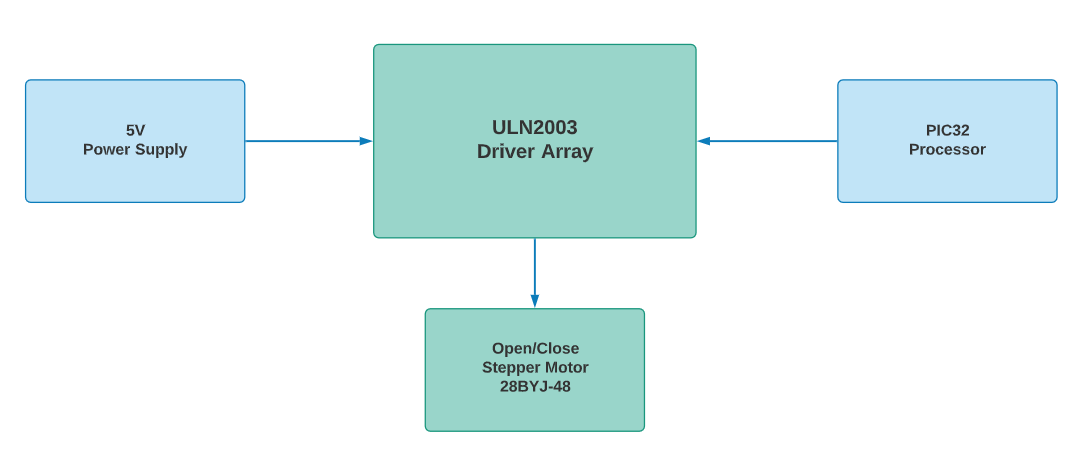 5V
Power Supply
ULN2003
Driver Array
PIC32
Processor
Open/Close
Stepper Motor
28BYJ-48